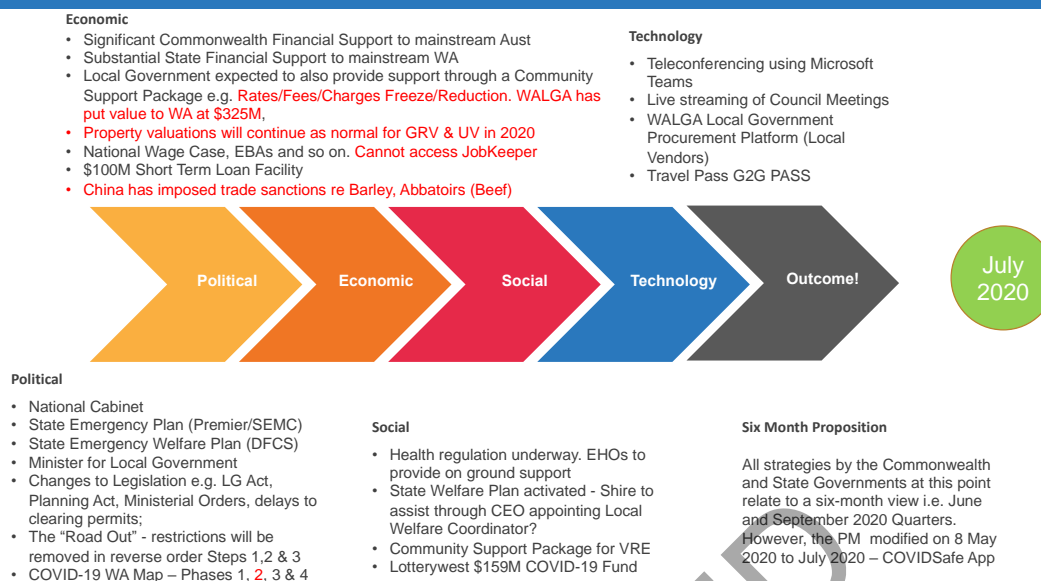 Economic
• Significant Commonwealth Financial Support to mainstream Aust
• Substantial State Financial Support to mainstream WA
• Local Government expected to also provide support through a Community
Support Package e.g. Rates/Fees/Charges Freeze/Reduction. WALGA has
put value to WA at $325M,
• Property valuations will continue as normal for GRV & UV in 2020
• National Wage Case, EBAs and so on. Cannot access JobKeeper
• $100M Short Term Loan Facility
• China has imposed trade sanctions re Barley, Abbatoirs (Beef)
Technology
• Teleconferencing using Microsoft
Teams
• Live streaming of Council Meetings
• WALGA Local Government
Procurement Platform (Local
Vendors)
• Travel Pass G2G PASS
Political
Economic
Social
Technology
Outcome!
July
2020
Political
• National Cabinet
• State Emergency Plan (Premier/SEMC)
• State Emergency Welfare Plan (DFCS)
• Minister for Local Government
• Changes to Legislation e.g. LG Act,
Planning Act, Ministerial Orders, delays to
clearing permits;
• The “Road Out” - restrictions will be
removed in reverse order Steps 1,2 & 3
• COVID-19 WA Map – Phases 1, 2, 3 & 4
Social
• Health regulation underway. EHOs to
provide on ground support
• State Welfare Plan activated - Shire to
assist through CEO appointing Local
Welfare Coordinator?
• Community Support Package for VRE
• Lotterywest $159M COVID-19 Fund
Six Month Proposition
All strategies by the Commonwealth
and State Governments at this point
relate to a six-month view i.e. June
and September 2020 Quarters.
However, the PM modified on 8 May
2020 to July 2020 – COVIDSafe App